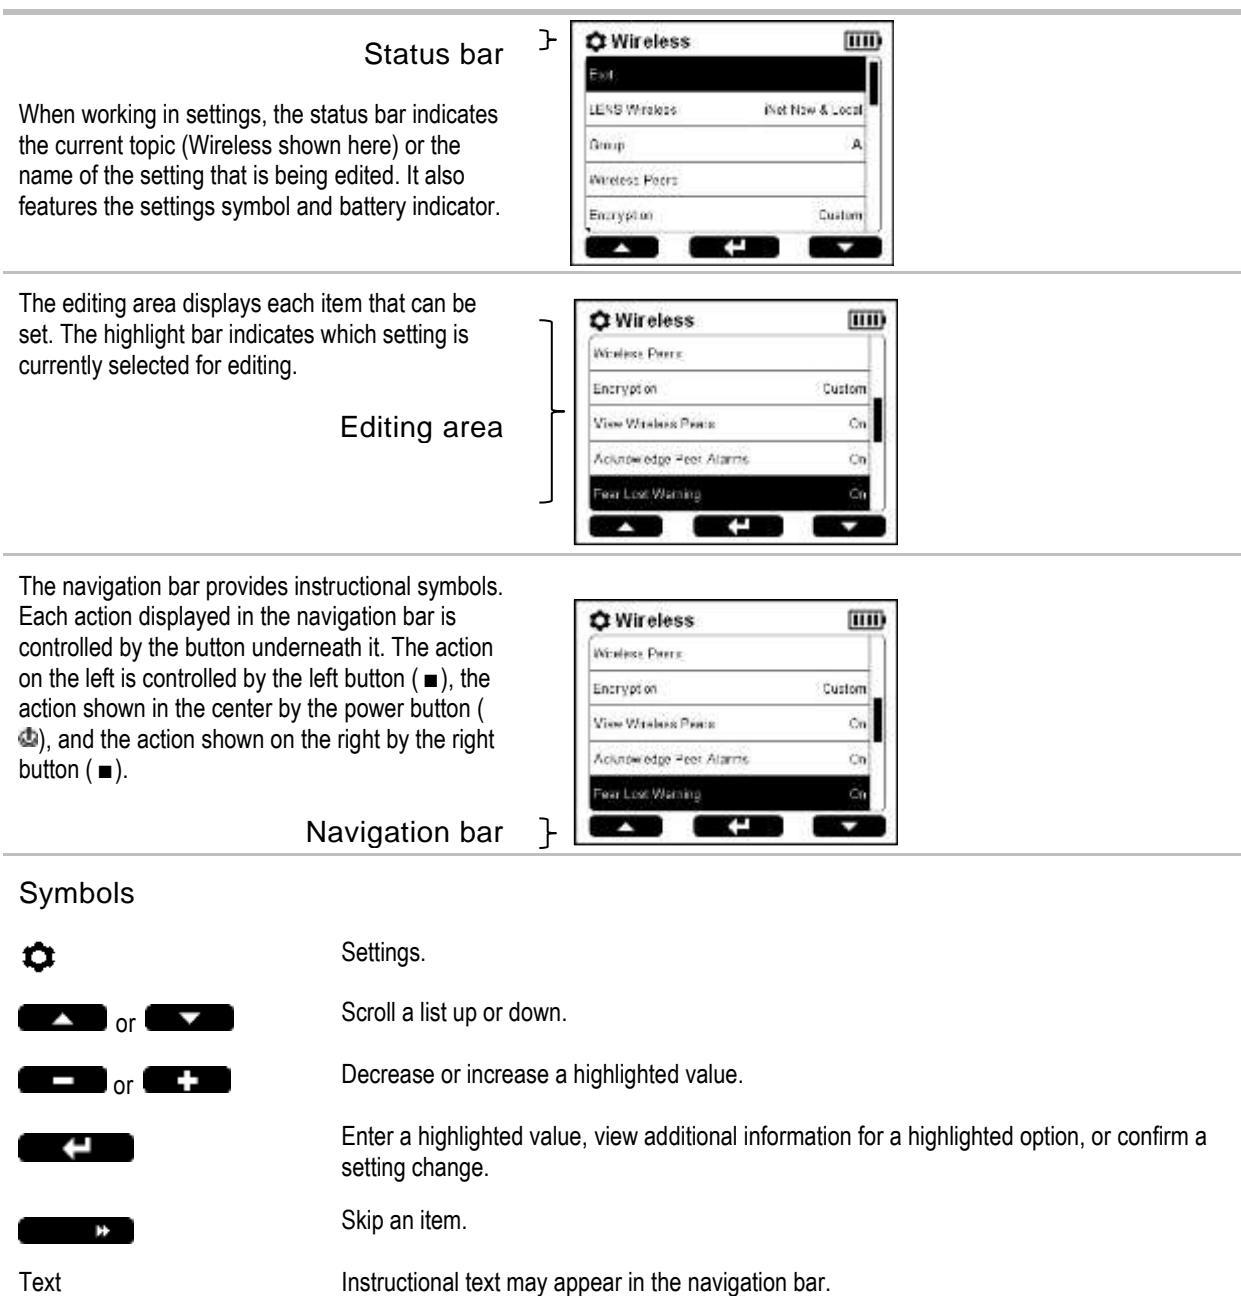 Status bar
When working in settings, the status bar indicates
the current topic (Wireless shown here) or the
name of the setting that is being edited. It also
features the settings symbol and battery indicator.
Wireless
Exit
LENS Wireless iNet Now & Local
Group A
Wireless Peers
Encryption Custom
The editing area displays each item that can be
set. The highlight bar indicates which setting is
currently selected for editing.
Editing area
Wireless
Wireless Peers
Encryption Custom
View Wireless Peers On
Acknowledge Peer Alarms On
Peer Lost Warning On
The navigation bar provides instructional symbols.
Each action displayed in the navigation bar is
controlled by the button underneath it. The action
on the left is controlled by the left button ( ■), the
action shown in the center by the power button (
), and the action shown on the right by the right
button ( ■).
Navigation bar
Wireless
Wireless Peers
Encryption Custom
View Wireless Peers On
Acknowledge Peer Alarms On
Peer Lost Warning On
Symbols
Settings.
or
Scroll a list up or down.
or
Decrease or increase a highlighted value.
Enter a highlighted value, view additional information for a highlighted option, or confirm a
setting change.
Skip an item.
Text
Instructional text may appear in the navigation bar.